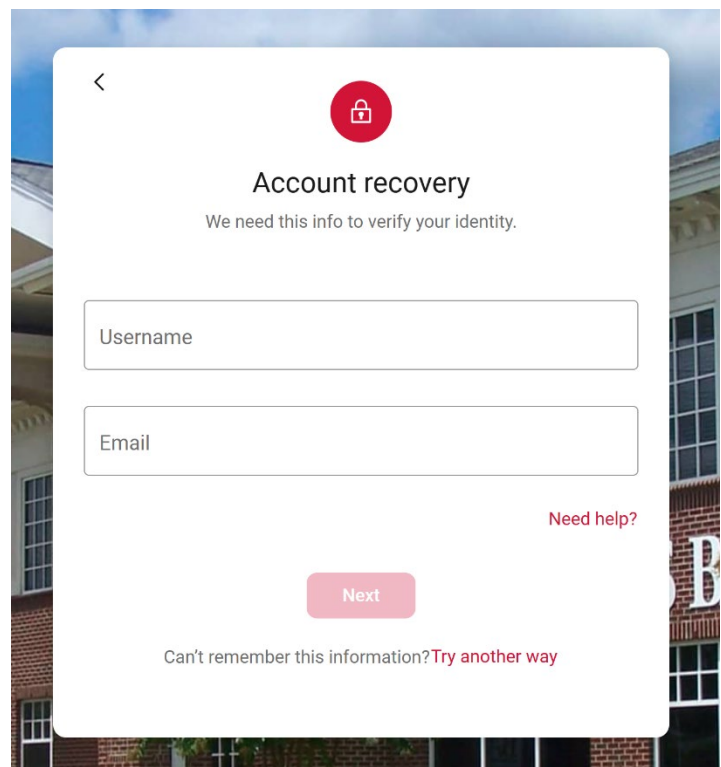 Account recovery
We need this info to verify your identity.
Username
Email
Need help?
Next
Can't remember this information?Try another way